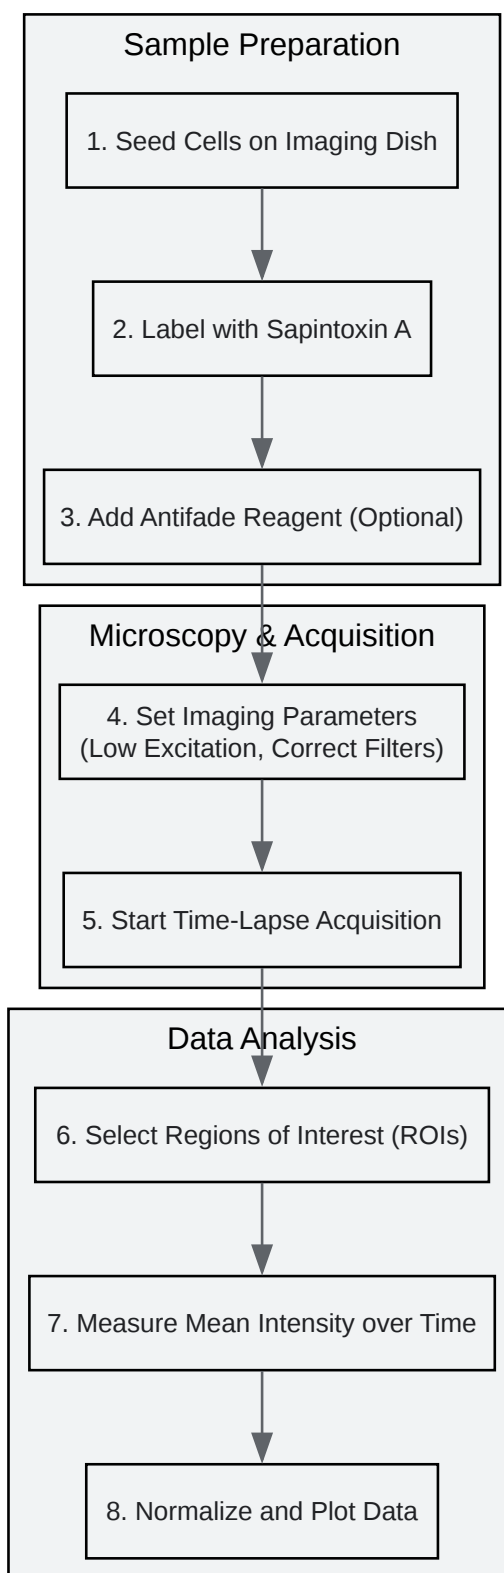 Sample Preparation
1. Seed Cells on Imaging Dish
2. Label with Sapintoxin A
3. Add Antifade Reagent (Optional)
Microscopy & Acquisition
4. Set Imaging Parameters
(Low Excitation, Correct Filters)
5. Start Time-Lapse Acquisition
Data Analysis
6. Select Regions of Interest (ROIs)
7. Measure Mean Intensity over Time
8. Normalize and Plot Data